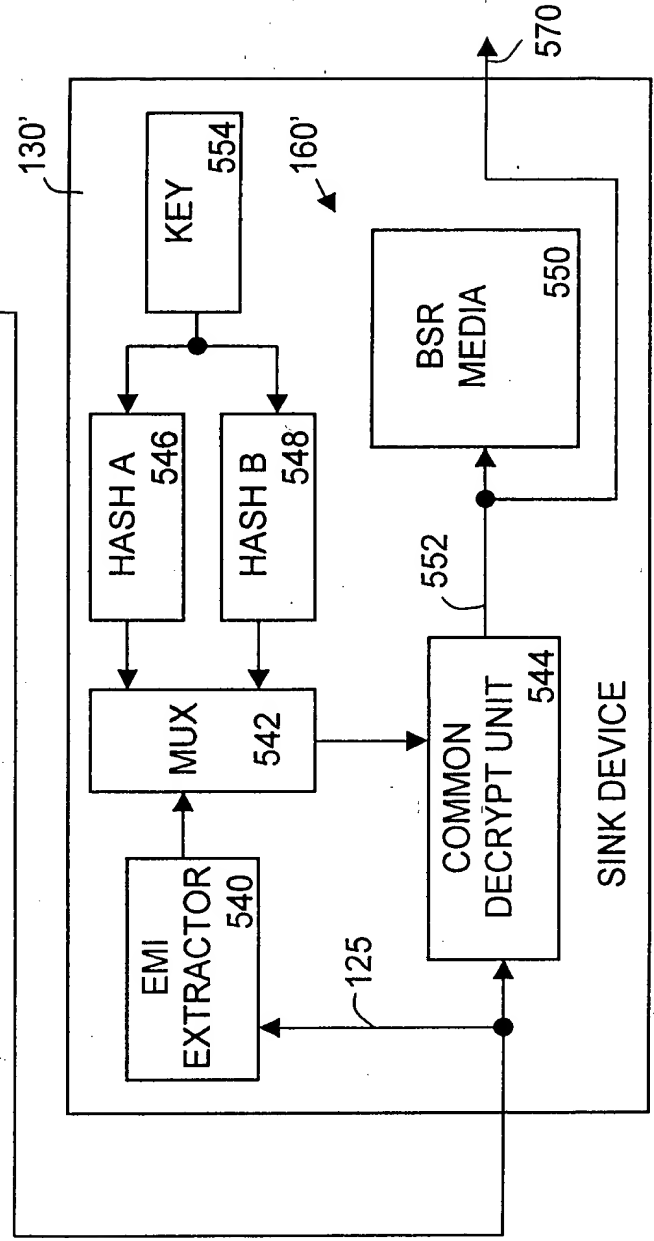 130'
KEY
554
160'
HASH A
546
HASH B
548
MUX
542
EMI
EXTRACTOR
540
125
COMMON
DECRYPT UNIT
544
552
BSR
MEDIA
550
570
SINK DEVICE